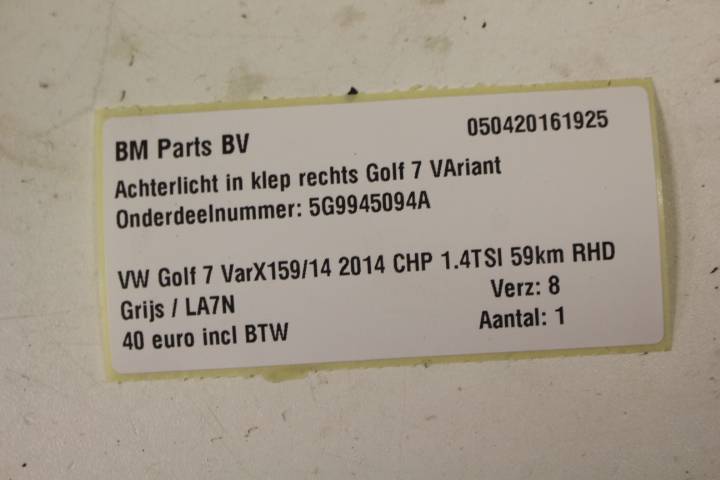 BM Parts BV 050420161925
Achterlicht in klep rechts Golf 7 VAriant
Onderdeelnummer: 5G9945094A
VW Golf 7 VarX159/14 2014 CHP 1.4TSI 59km RHD
Grijs / LA7N Verz: 8
40 euro incl BTW Aantal: 1